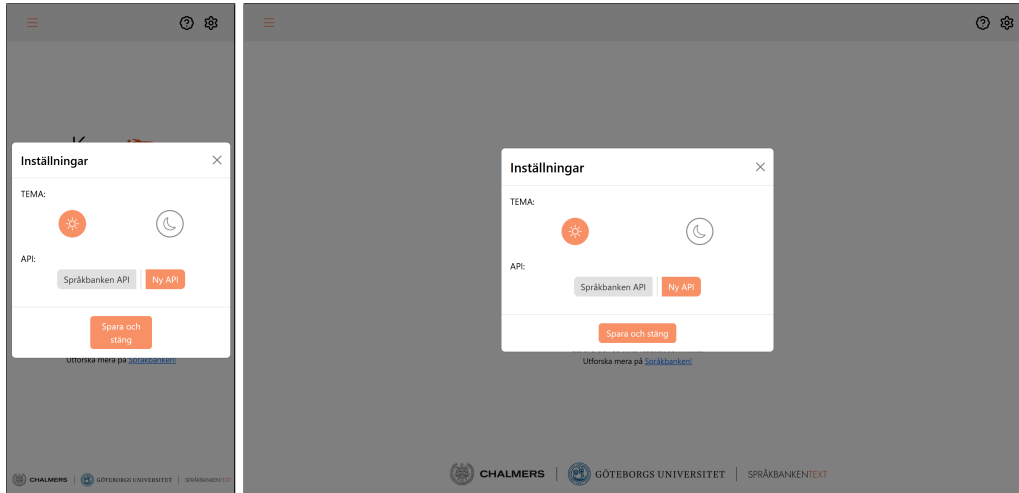 Inställningar
TEMA:
API:
Språkbanken API
Ny API
Spara och
stäng
Utforska mera på Språkbanken!
CHALMERS
GÖTEBORGS UNIVERSITET
SPRÅKBANKENTEXT
Inställningar
TEMA:
API:
Språkbanken API
Ny API
Spara och stäng
Utforska mera på Språkbanken!
CHALMERS
GÖTEBORGS UNIVERSITET
SPRÅKBANKENTEXT